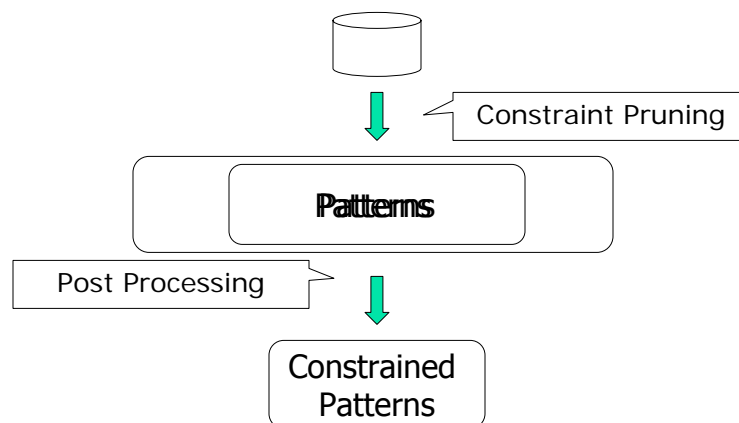 Constraint Pruning
Patterns
Post Processing
Constrained
Patterns